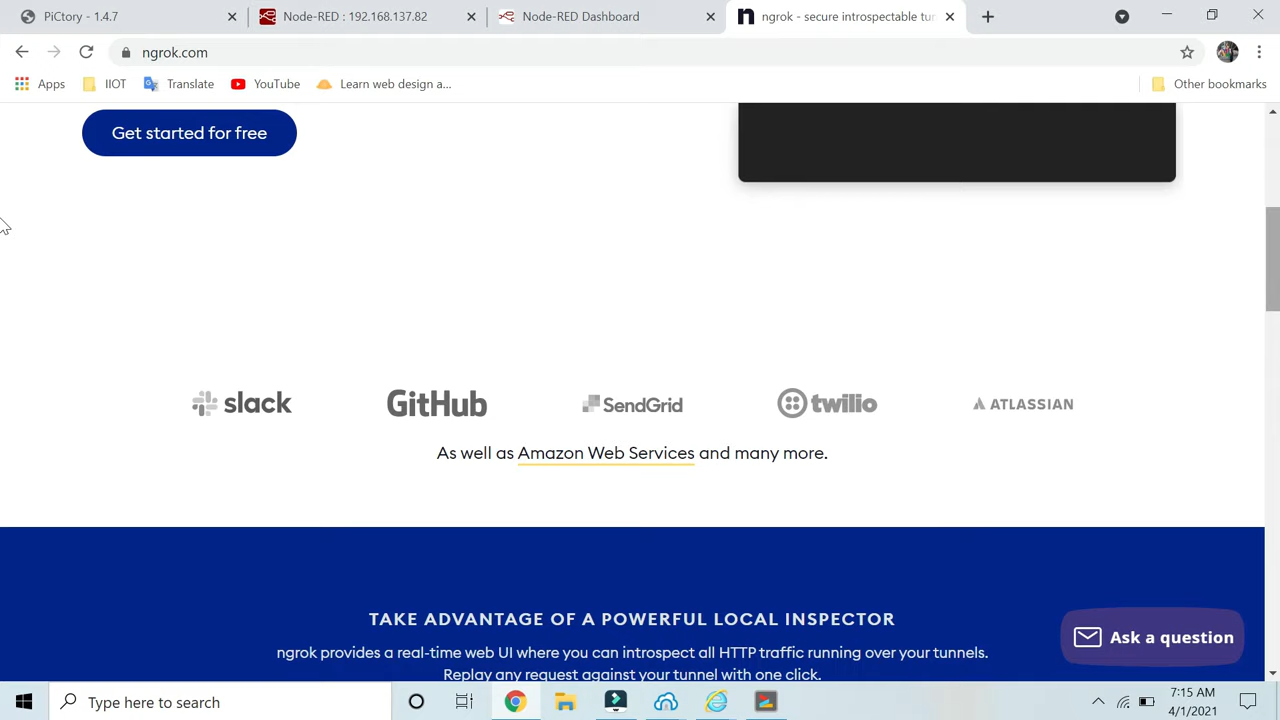 PiCtory - 1.4.7
Node-RED : 192.168.137.82
Node-RED Dashboard
ngrok - secure introspectable tun
ngrok.com
Apps
IIOT
Translate
YouTube
Learn web design a...
Other bookmarks
Get started for free
slack
GitHub
SendGrid
twilio
ATLASSIAN
As well as Amazon Web Services and many more.
TAKE ADVANTAGE OF A POWERFUL LOCAL INSPECTOR
ngrok provides a real-time web UI where you can introspect all HTTP traffic running over your tunnels.
Replay any request against your tunnel with one click.
Ask a question
Type here to search
7:15 AM
4/1/2021